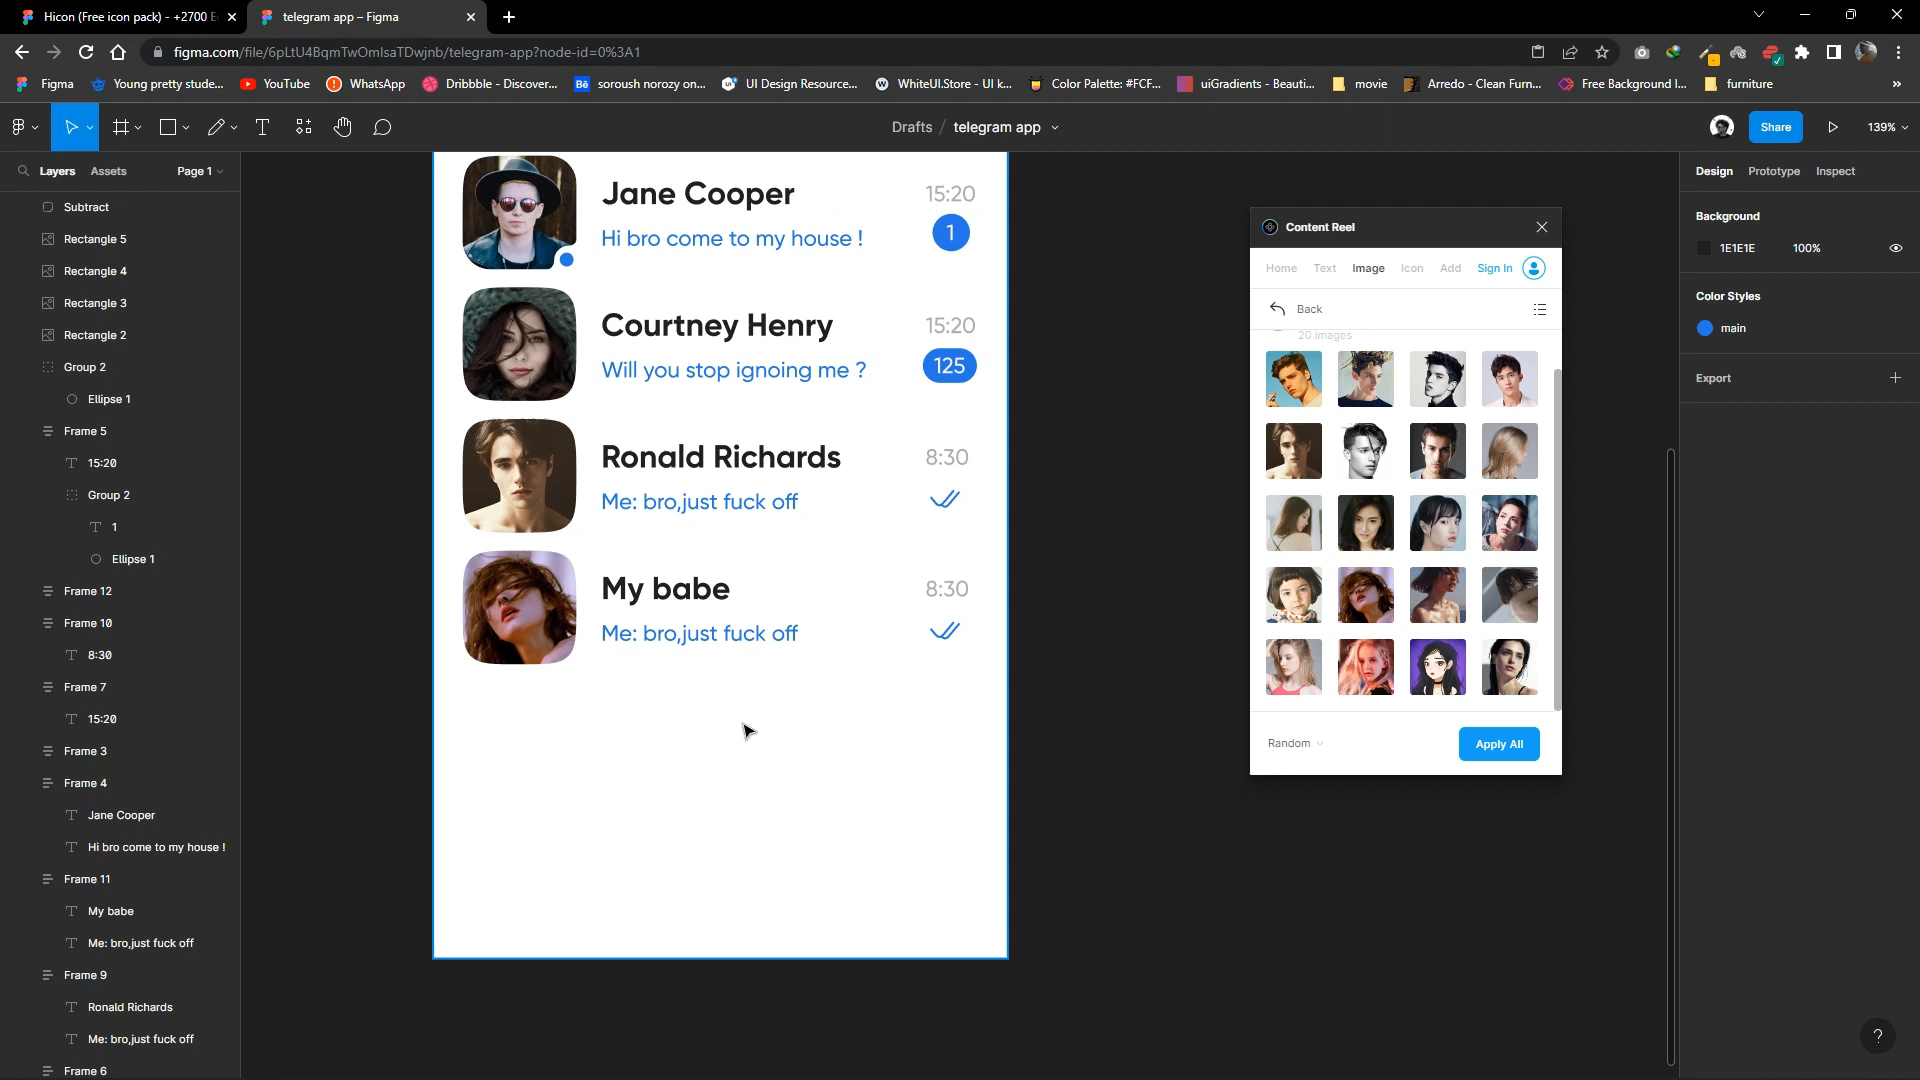 Hicon (Free icon pack) - +2700 E
telegram app – Figma
figma.com/file/6pLtU4BqmTwOmIsaTDwjnb/telegram-app?node-id=0%3A1
Figma
Young pretty stude...
YouTube
WhatsApp
Dribbble - Discover...
soroush norozy on...
UI Design Resource...
WhiteUI.Store - UI k...
Color Palette: #FCF...
uiGradients - Beauti...
movie
Arredo - Clean Furn...
Free Background I...
furniture
Drafts / telegram app
Share
139%
Layers
Assets
Page 1
Subtract
Rectangle 5
Rectangle 4
Rectangle 3
Rectangle 2
Group 2
Ellipse 1
Frame 5
15:20
Group 2
1
Ellipse 1
Frame 12
Frame 10
8:30
Frame 7
15:20
Frame 3
Frame 4
Jane Cooper
Hi bro come to my house !
Frame 11
My babe
Me: bro,just fuck off
Frame 9
Ronald Richards
Me: bro,just fuck off
Frame 6
Jane Cooper
15:20
Hi bro come to my house !
1
Courtney Henry
15:20
Will you stop ignoing me ?
125
Ronald Richards
8:30
Me: bro,just fuck off
My babe
8:30
Me: bro,just fuck off
Content Reel
Home
Text
Image
Icon
Add
Sign In
Back
20 images
Random
Apply All
Design
Prototype
Inspect
Background
1E1E1E
100%
Color Styles
main
Export
?